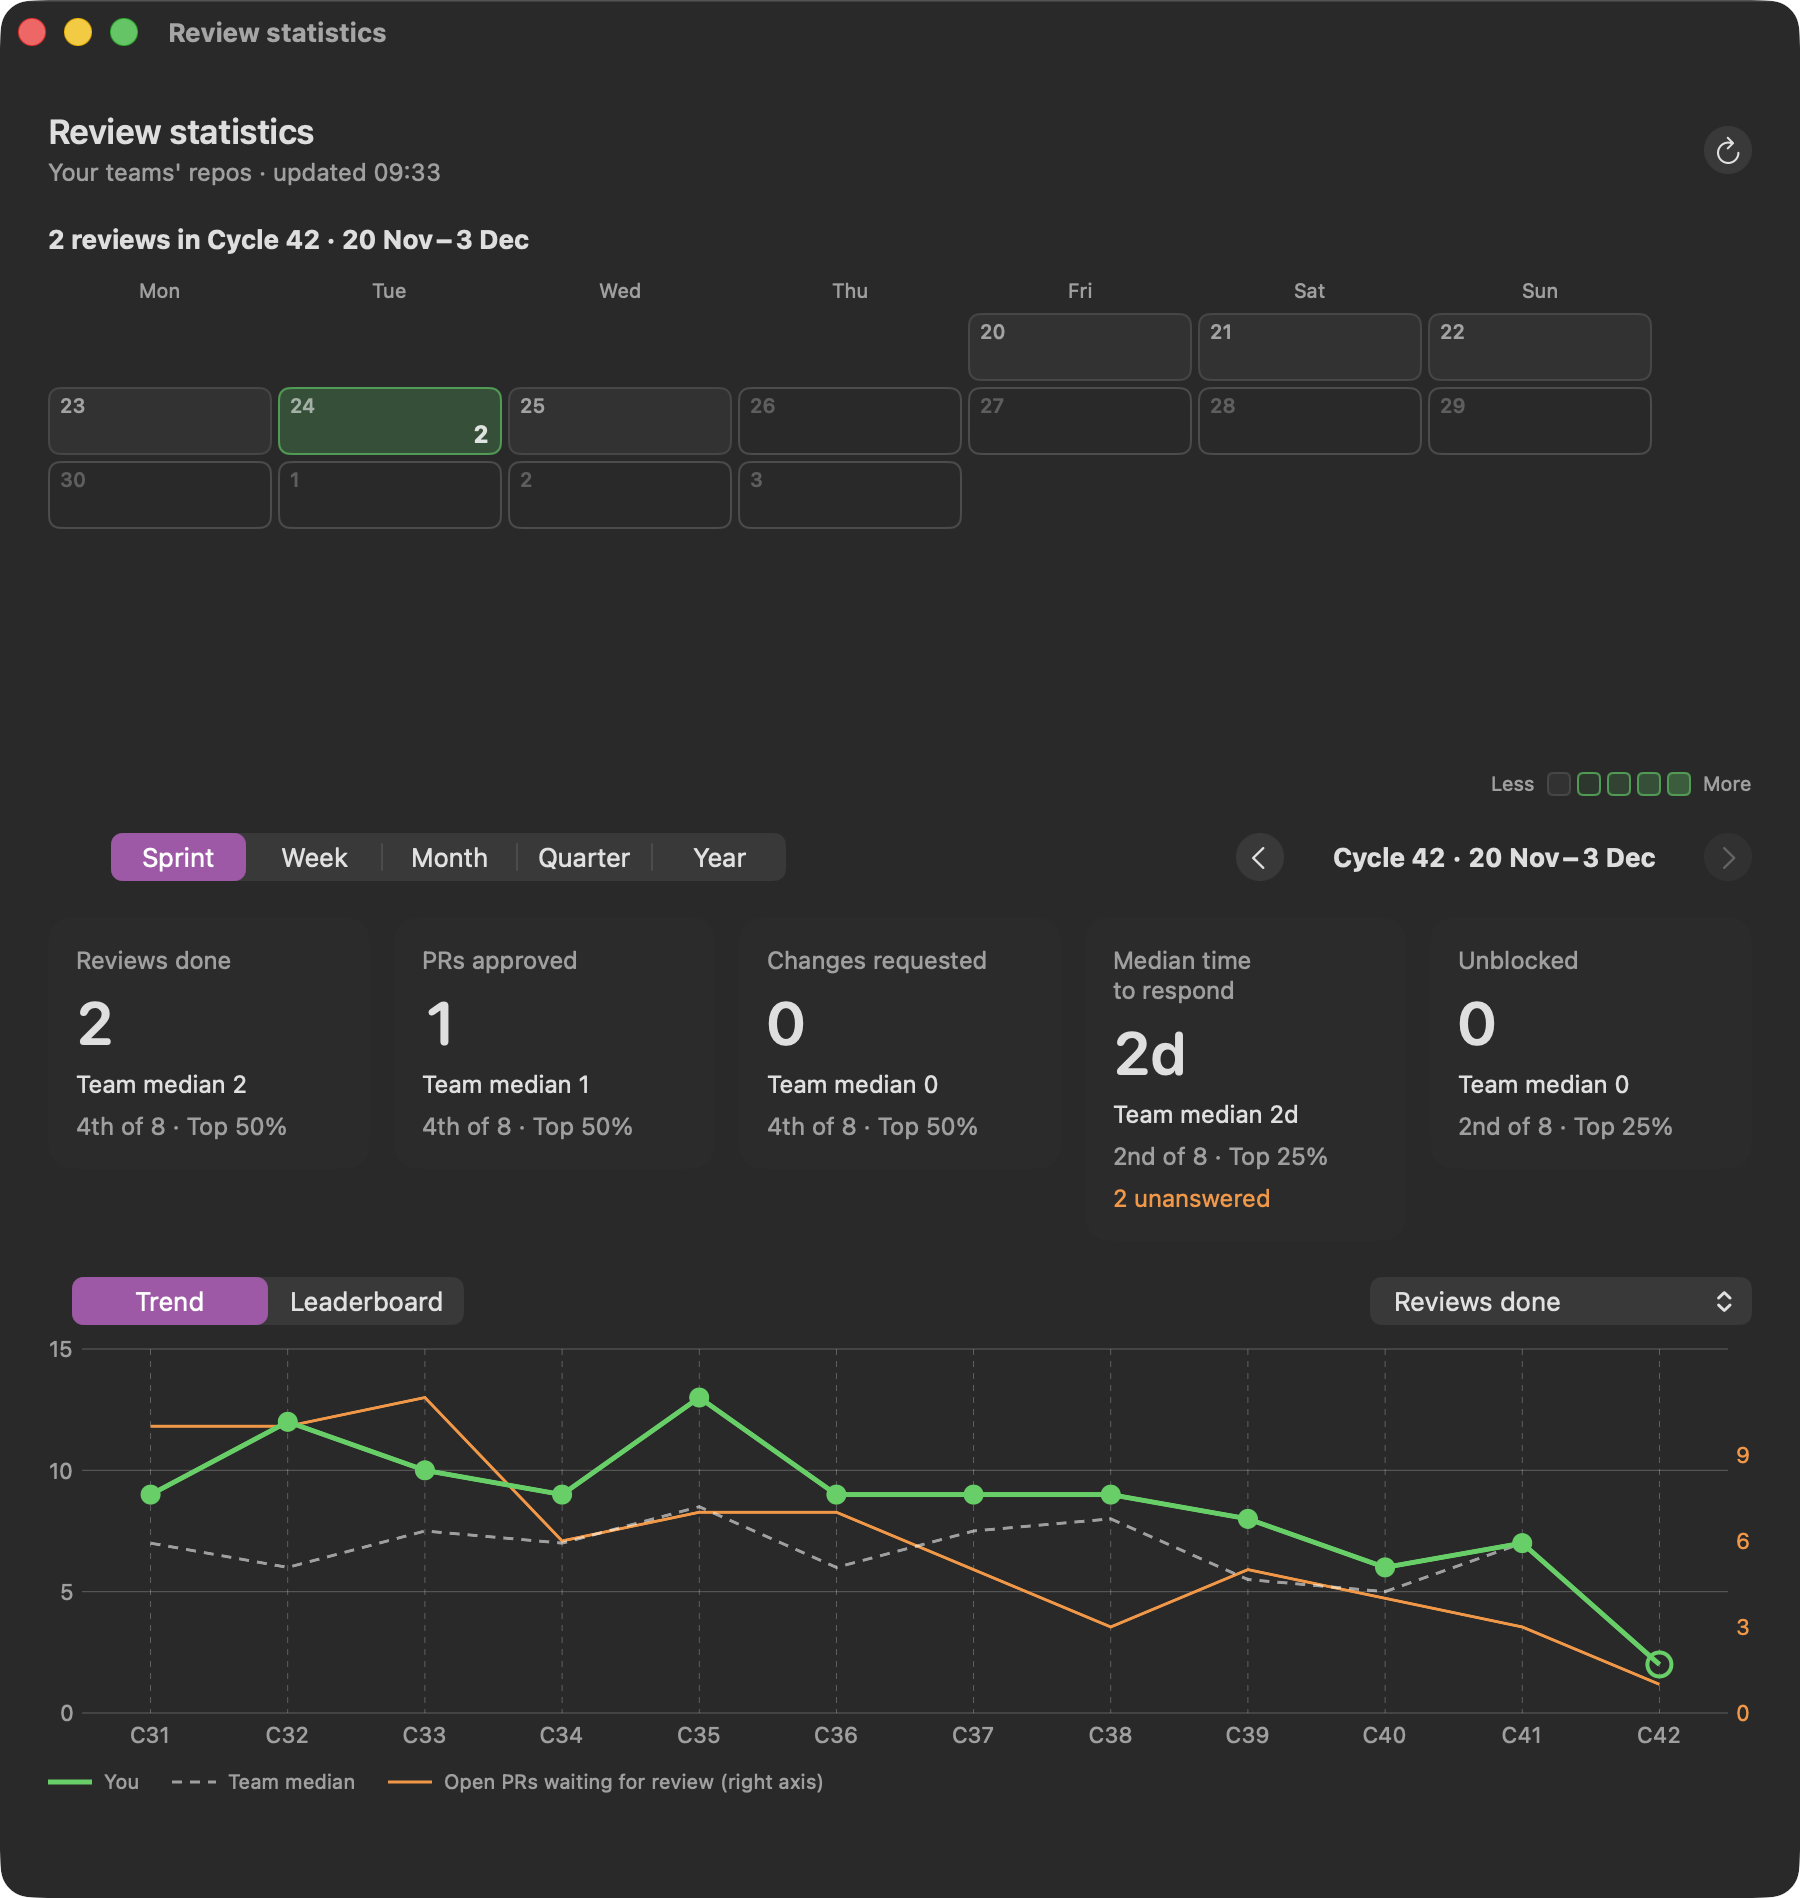 Review statistics
Review statistics
Your teams' repos · updated 09:33
2 reviews in Cycle 42 · 20 Nov – 3 Dec
Mon Tue Wed Thu Fri Sat Sun
20 21 22
23 24 2 25 26 27 28 29
30 1 2 3
Less More
Sprint Week Month Quarter Year
Cycle 42 · 20 Nov – 3 Dec
Reviews done
2
Team median 2
4th of 8 · Top 50%
PRs approved
1
Team median 1
4th of 8 · Top 50%
Changes requested
0
Team median 0
4th of 8 · Top 50%
Median time
to respond
2d
Team median 2d
2nd of 8 · Top 25%
2 unanswered
Unblocked
0
Team median 0
2nd of 8 · Top 25%
Trend Leaderboard
Reviews done
15
10
5
0
9
6
3
0
C31 C32 C33 C34 C35 C36 C37 C38 C39 C40 C41 C42
You Team median Open PRs waiting for review (right axis)